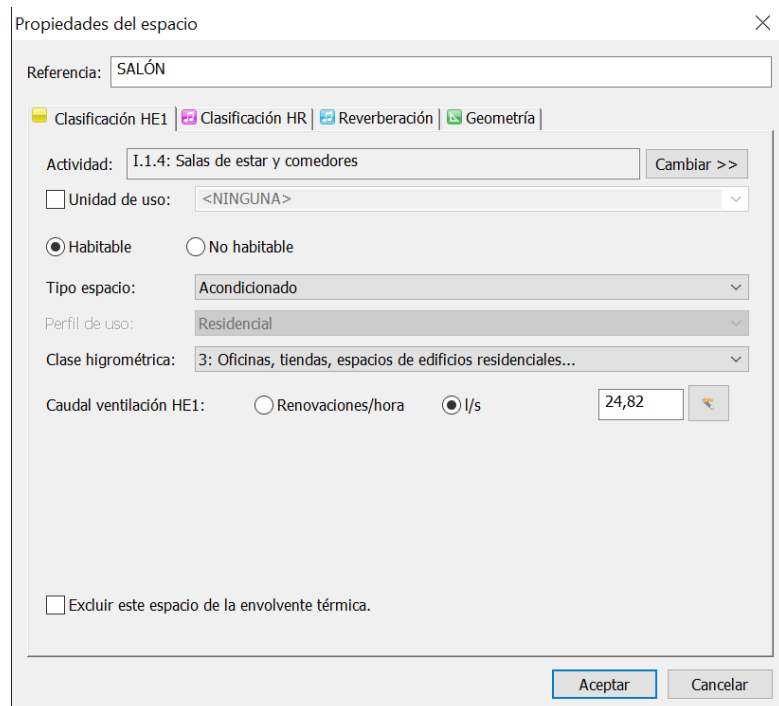 Propiedades del espacio
Referencia: SALÓN
Clasificación HE1 Clasificación HR Reverberación Geometría
Actividad: I.1.4: Salas de estar y comedores Cambiar >>
Unidad de uso: <NINGUNA>
Habitable No habitable
Tipo espacio: Acondicionado
Perfil de uso: Residencial
Clase higrométrica: 3: Oficinas, tiendas, espacios de edificios residenciales...
Caudal ventilación HE1: Renovaciones/hora l/s 24,82
Excluir este espacio de la envolvente térmica.
Aceptar Cancelar